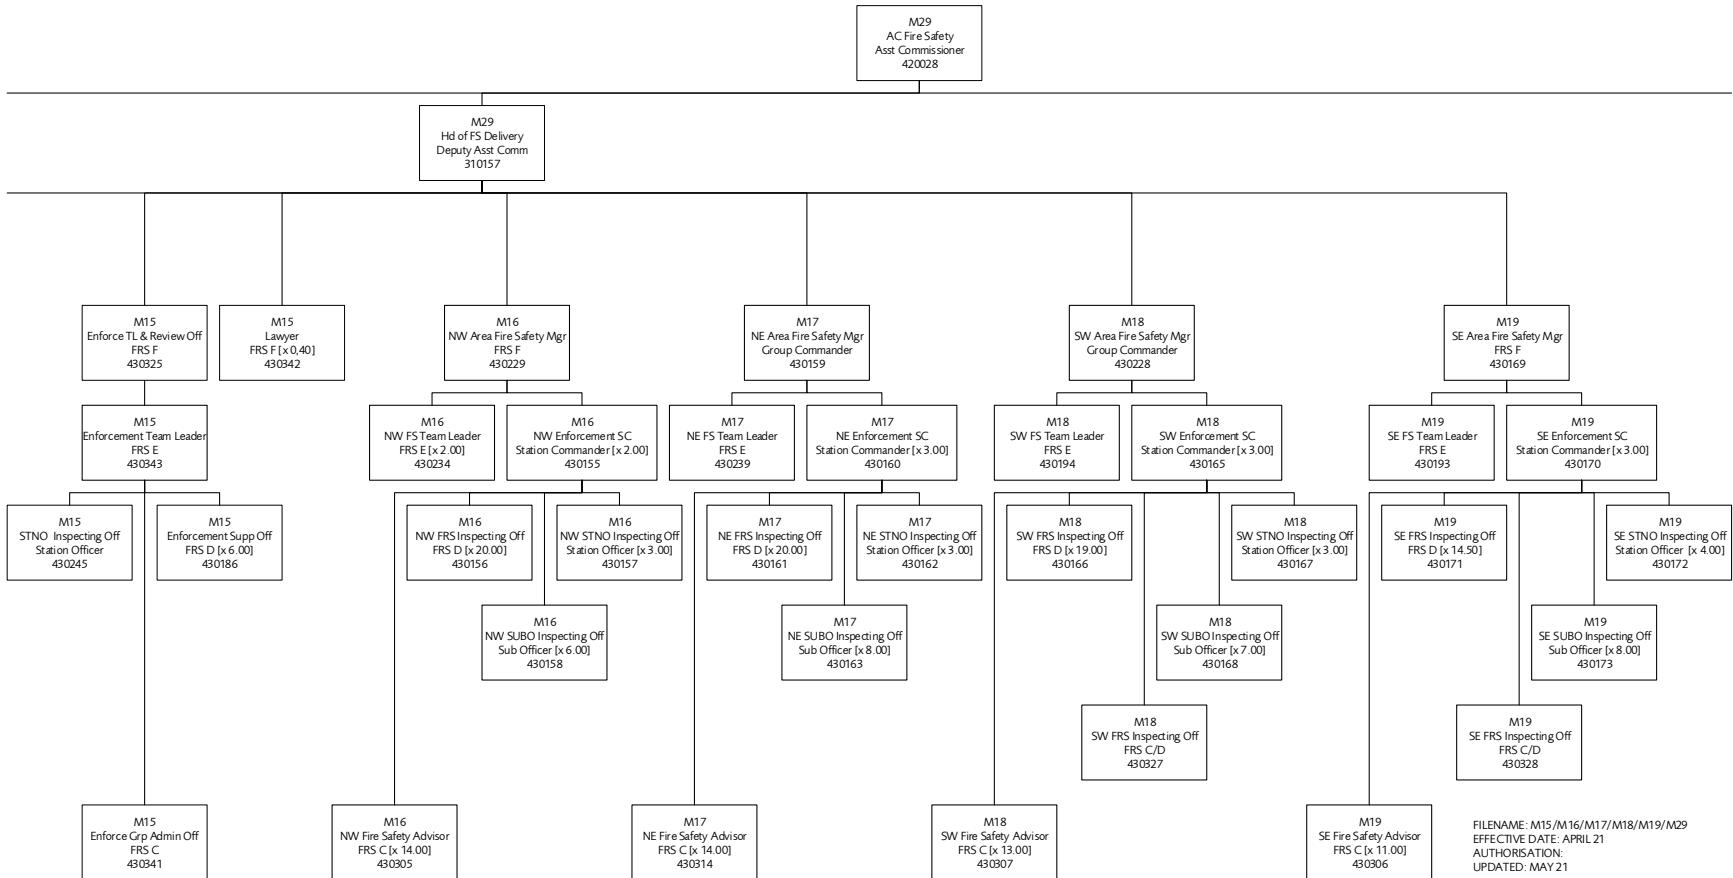 M29
AC Fire Safety
Asst Commissioner
420028
M29
Hd of FS Delivery
Deputy Asst Comm
310157
M15
Enforce TL & Review Off
FRS F
430325
M15
Lawyer
FRS F [x 0,40]
430342
M16
NW Area Fire Safety Mgr
FRS F
430229
M17
NE Area Fire Safety Mgr
Group Commander
430159
M18
SW Area Fire Safety Mgr
Group Commander
430228
M19
SE Area Fire Safety Mgr
FRS F
430169
M15
Enforcement Team Leader
FRS E
430343
M16
NW FS Team Leader
FRS E [x 2.00]
430234
M16
NW Enforcement SC
Station Commander [x 2.00]
430155
M17
NE FS Team Leader
FRS E
430239
M17
NE Enforcement SC
Station Commander [x 3.00]
430160
M18
SW FS Team Leader
FRS E
430194
M18
SW Enforcement SC
Station Commander [x 3.00]
430165
M19
SE FS Team Leader
FRS E
430193
M19
SE Enforcement SC
Station Commander [x 3.00]
430170
M15
STNO Inspecting Off
Station Officer
430245
M15
Enforcement Supp Off
FRS D [x 6.00]
430186
M16
NW FRS Inspecting Off
FRS D [x 20.00]
430156
M16
NW STNO Inspecting Off
Station Officer [x 3.00]
430157
M17
NE FRS Inspecting Off
FRS D [x 20.00]
430161
M17
NE STNO Inspecting Off
Station Officer [x 3.00]
430162
M18
SW FRS Inspecting Off
FRS D [x 19.00]
430166
M18
SW STNO Inspecting Off
Station Officer [x 3.00]
430167
M19
SE FRS Inspecting Off
FRS D [x 14.50]
430171
M19
SE STNO Inspecting Off
Station Officer [x 4.00]
430172
M16
NW SUBO Inspecting Off
Sub Officer [x 6.00]
430158
M17
NE SUBO Inspecting Off
Sub Officer [x 8.00]
430163
M18
SW SUBO Inspecting Off
Sub Officer [x 7.00]
430168
M19
SE SUBO Inspecting Off
Sub Officer [x 8.00]
430173
M18
SW FRS Inspecting Off
FRS C/D
430327
M19
SE FRS Inspecting Off
FRS C/D
430328
M15
Enforce Grp Admin Off
FRS C
430341
M16
NW Fire Safety Advisor
FRS C [x 14.00]
430305
M17
NE Fire Safety Advisor
FRS C [x 14.00]
430314
M18
SW Fire Safety Advisor
FRS C [x 13.00]
430307
M19
SE Fire Safety Advisor
FRS C [x 11.00]
430306
FILENAME: M15/M16/M17/M18/M19/M29
EFFECTIVE DATE: APRIL 21
AUTHORISATION:
UPDATED: MAY 21